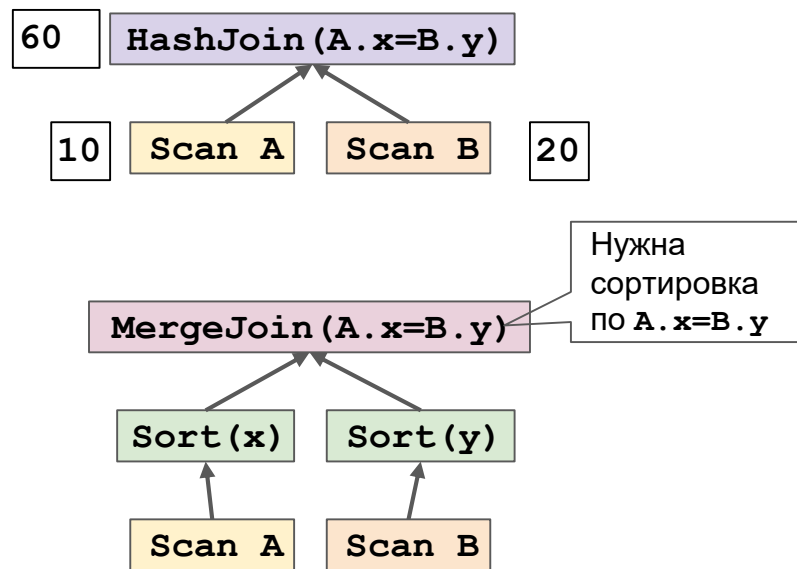 60
HashJoin(A.x=B.y)
10
Scan A
Scan B
20
Нужна
сортировка
по A.x=B.y
MergeJoin(A.x=B.y)
Sort(x)
Sort(y)
Scan A
Scan B